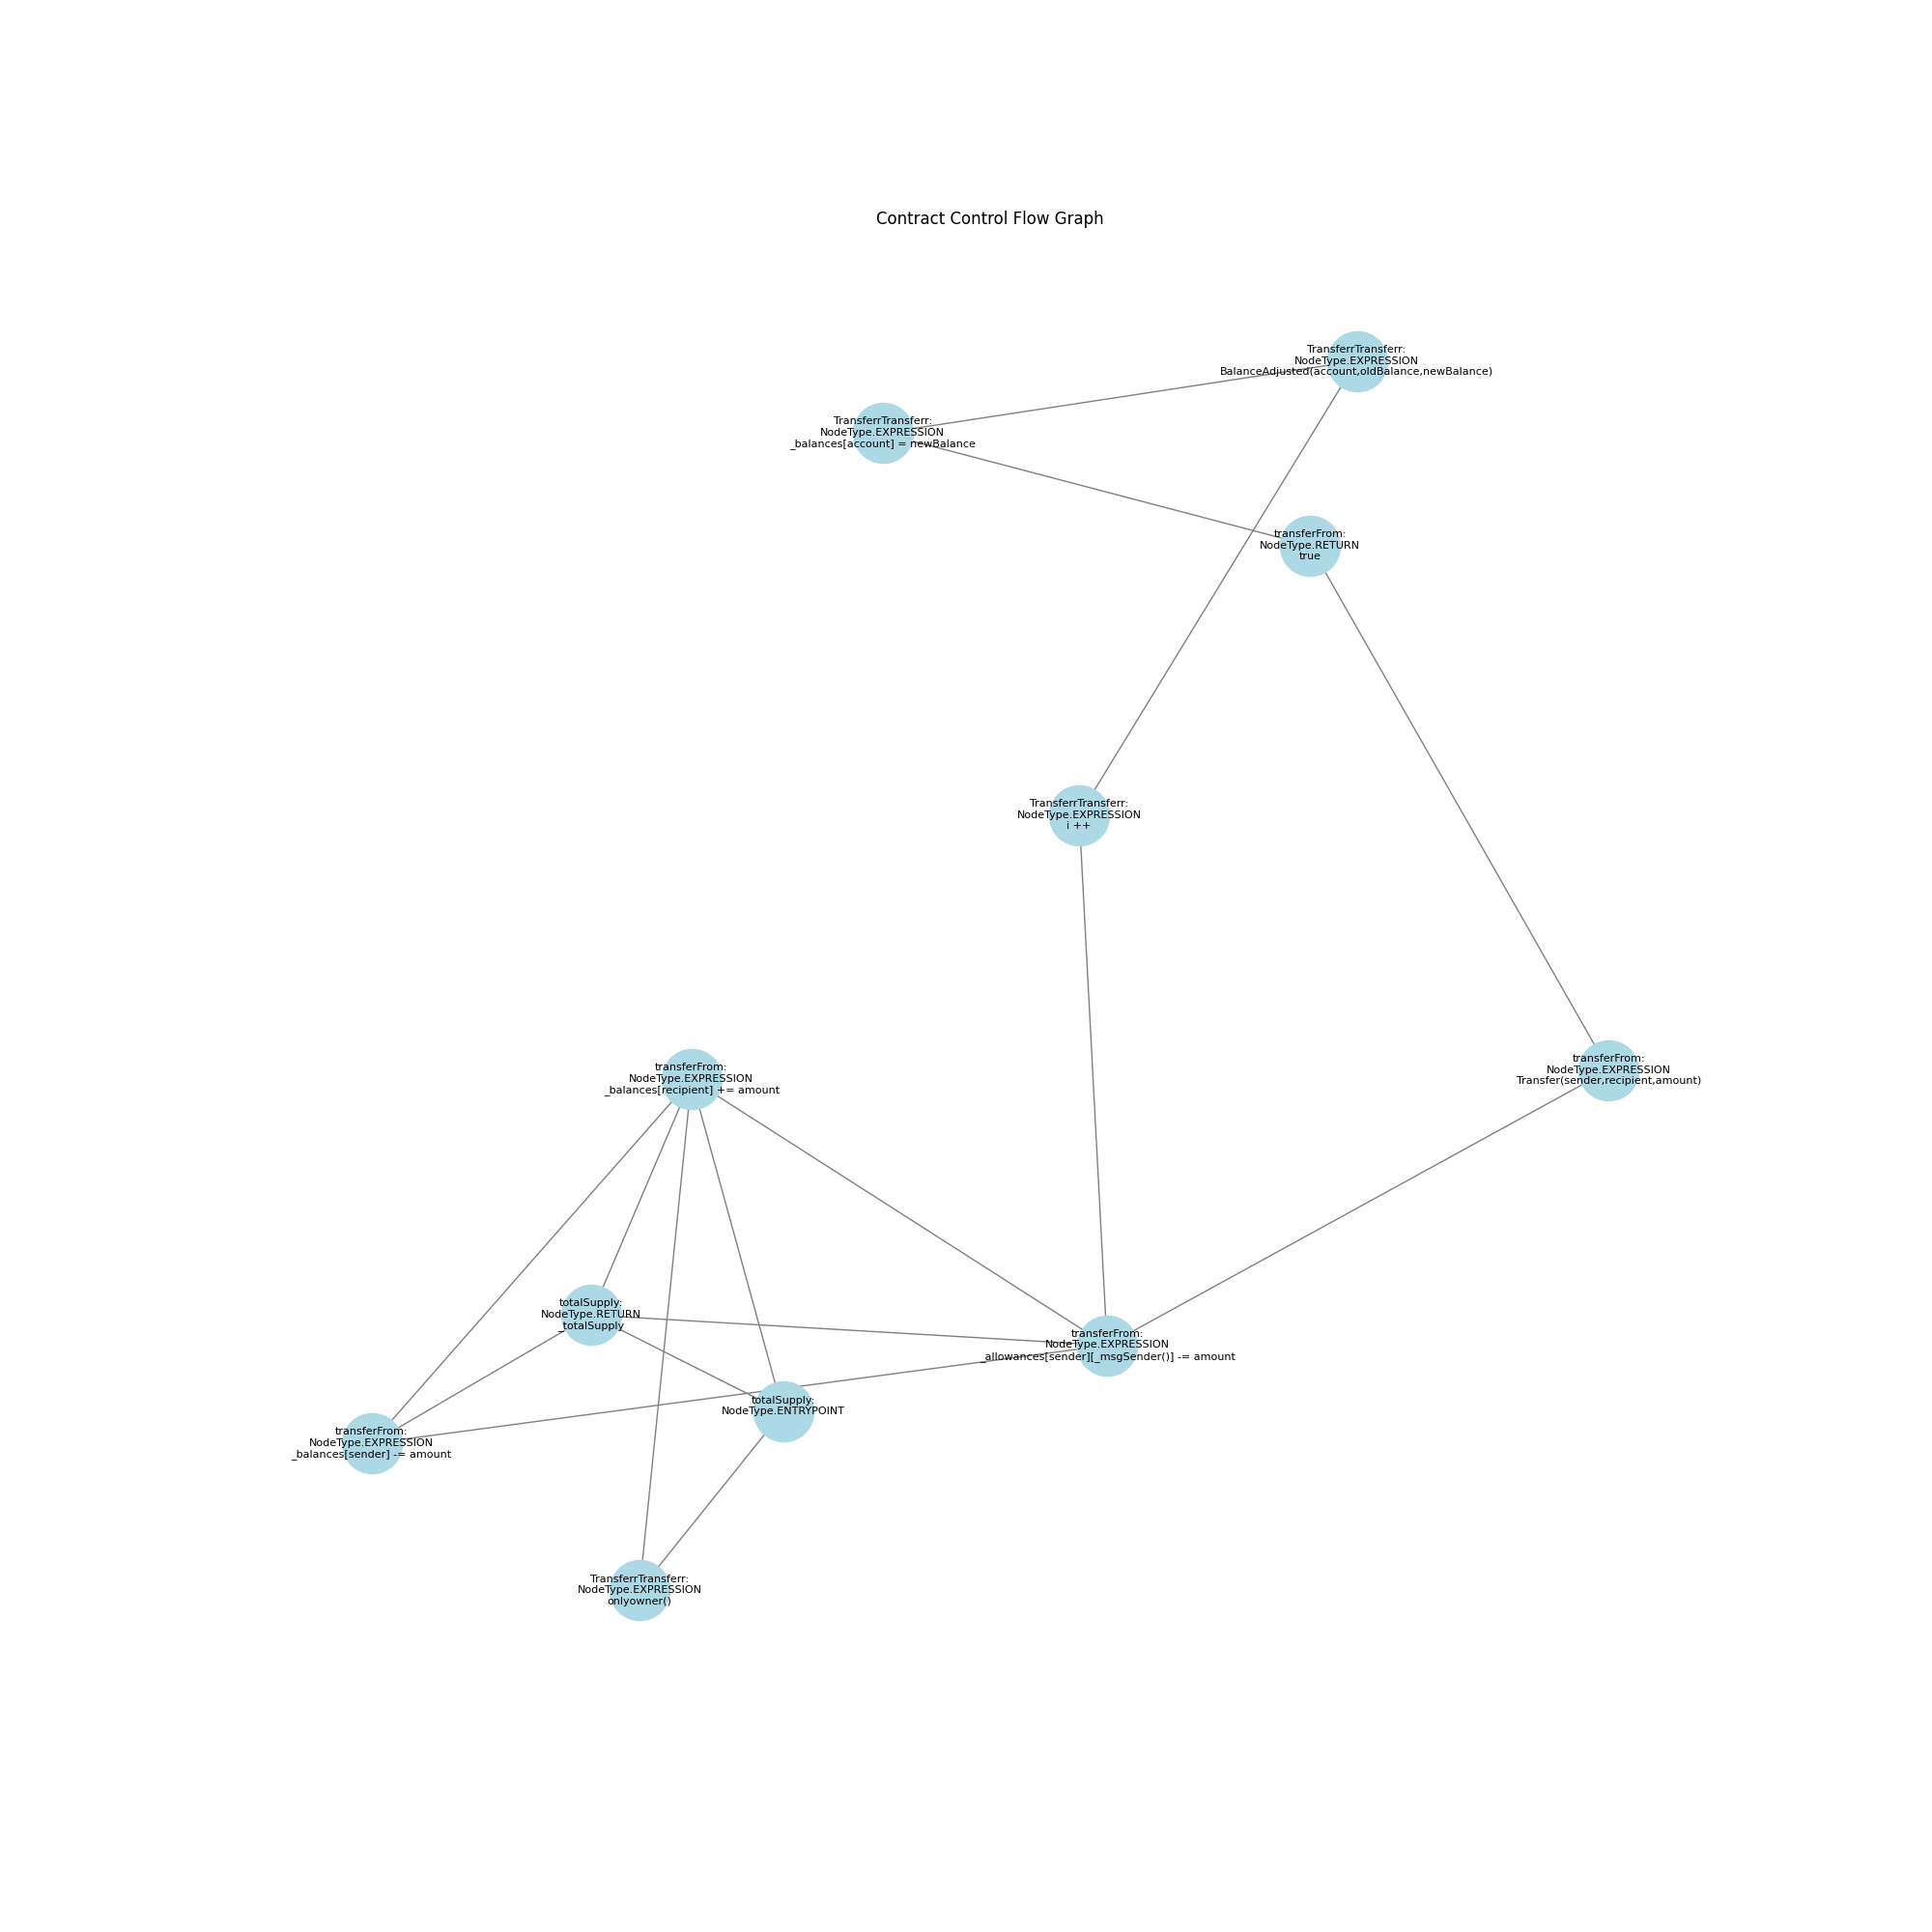 Contract Control Flow Graph
TransferrTransferr:
NodeType.EXPRESSION
BalanceAdjusted(account,oldBalance,newBalance)
TransferrTransferr:
NodeType.EXPRESSION
_balances[account] = newBalance
transferFrom:
NodeType.RETURN
true
TransferrTransferr:
NodeType.EXPRESSION
i ++
transferFrom:
NodeType.EXPRESSION
Transfer(sender,recipient,amount)
transferFrom:
NodeType.EXPRESSION
_balances[recipient] += amount
totalSupply:
NodeType.RETURN
_totalSupply
transferFrom:
NodeType.EXPRESSION
_allowances[sender][_msgSender()] -= amount
totalSupply:
NodeType.ENTRYPOINT
transferFrom:
NodeType.EXPRESSION
_balances[sender] -= amount
TransferrTransferr:
NodeType.EXPRESSION
onlyowner()